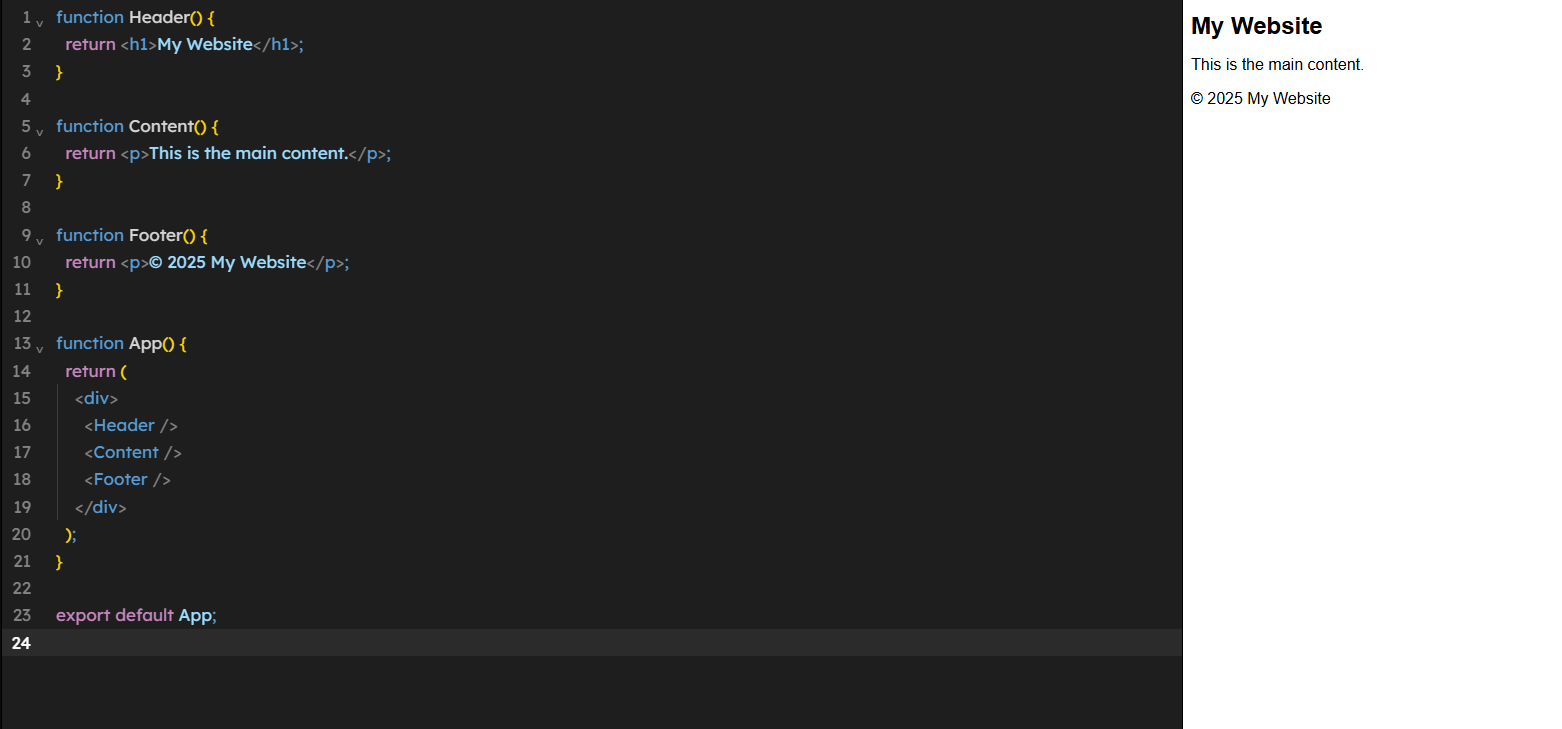 1 function Header() {
2 return <h1>My Website</h1>;
3 }
4
5 function Content() {
6 return <p>This is the main content.</p>;
7 }
8
9 function Footer() {
10 return <p>© 2025 My Website</p>;
11 }
12
13 function App() {
14 return (
15 <div>
16 <Header />
17 <Content />
18 <Footer />
19 </div>
20 );
21 }
22
23 export default App;
24
My Website
This is the main content.
© 2025 My Website